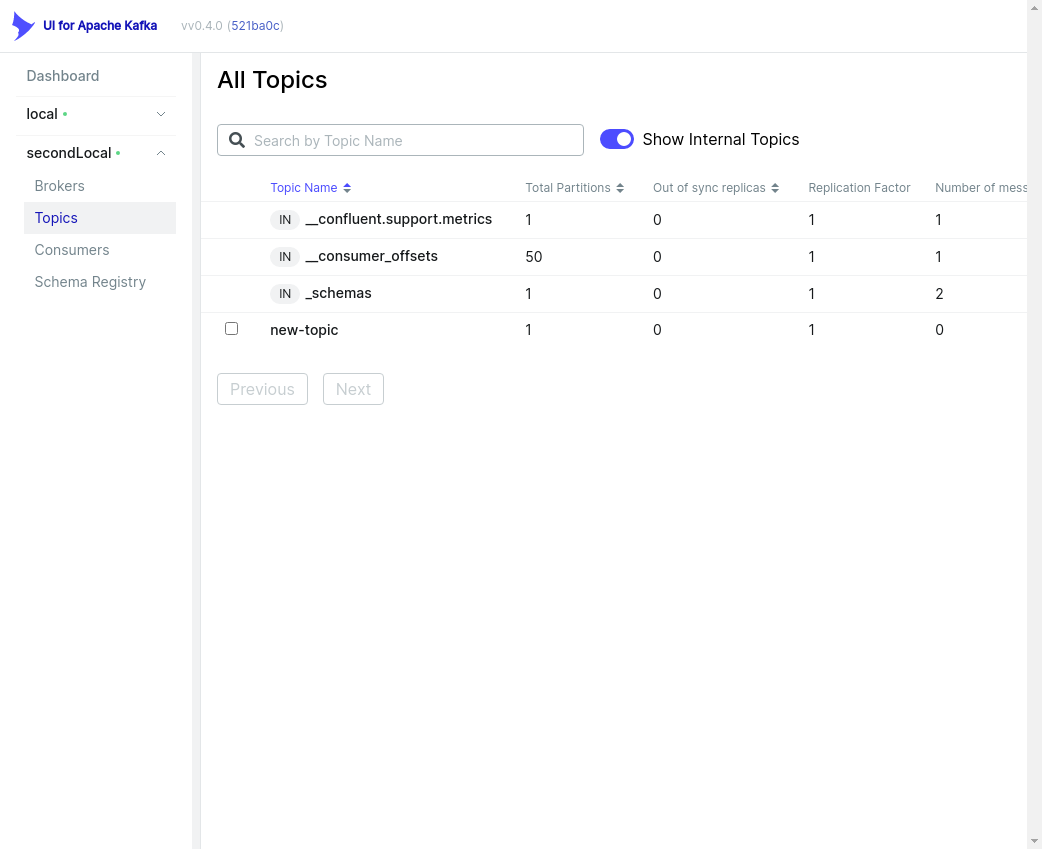 UI for Apache Kafka vv0.4.0 (521ba0c)
Dashboard
local
secondLocal
Brokers
Topics
Consumers
Schema Registry
All Topics
Search by Topic Name
Show Internal Topics
Topic Name Total Partitions Out of sync replicas Replication Factor Number of mess
IN __confluent.support.metrics 1 0 1 1
IN __consumer_offsets 50 0 1 1
IN _schemas 1 0 1 2
new-topic 1 0 1 0
Previous Next